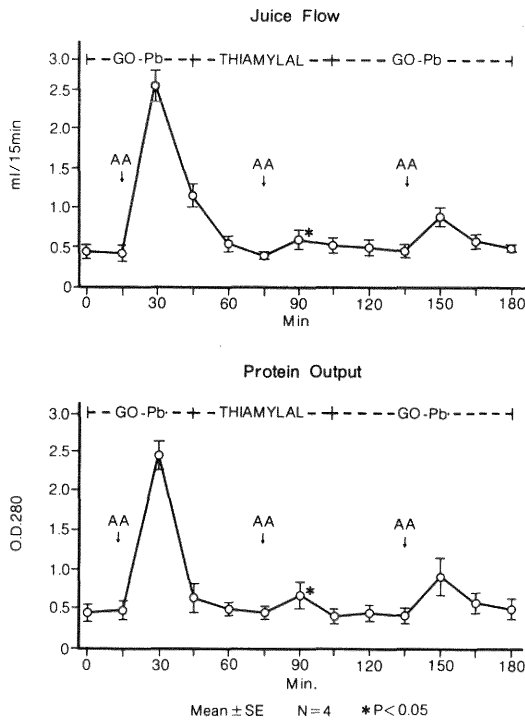 Juice Flow
3.0
GO-Pb
THIAMYLAL
GO-Pb
2.5
2.0
AA
AA
AA
1.5
ml/15min
1.0
*
0.5
0
0 30 60 90 120 150 180
Min
Protein Output
3.0
GO-Pb
THIAMYLAL
GO-Pb
2.5
2.0
AA
AA
AA
1.5
O.D.280
1.0
*
0.5
0
0 30 60 90 120 150 180
Min.
Mean ± SE N=4 *P<0.05